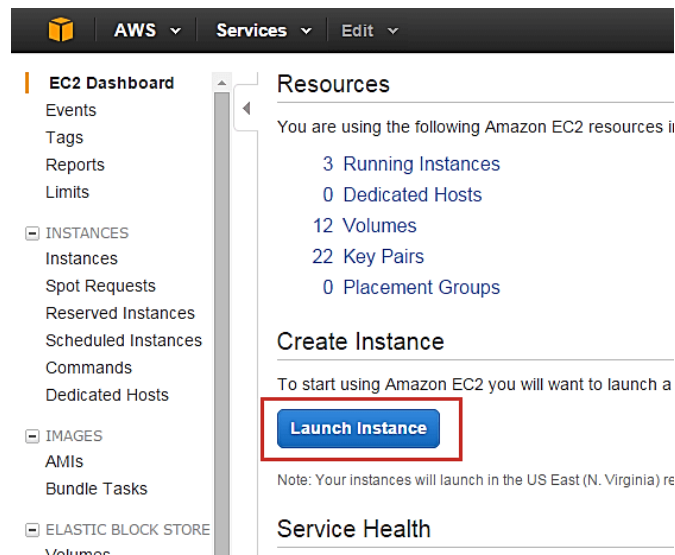 AWS Services Edit
EC2 Dashboard
Events
Tags
Reports
Limits
INSTANCES
Instances
Spot Requests
Reserved Instances
Scheduled Instances
Commands
Dedicated Hosts
IMAGES
AMIs
Bundle Tasks
ELASTIC BLOCK STORE
Volumes
Resources
You are using the following Amazon EC2 resources
3 Running Instances
0 Dedicated Hosts
12 Volumes
22 Key Pairs
0 Placement Groups
Create Instance
To start using Amazon EC2 you will want to launch a
Launch Instance
Note: Your instances will launch in the US East (N. Virginia)
Service Health